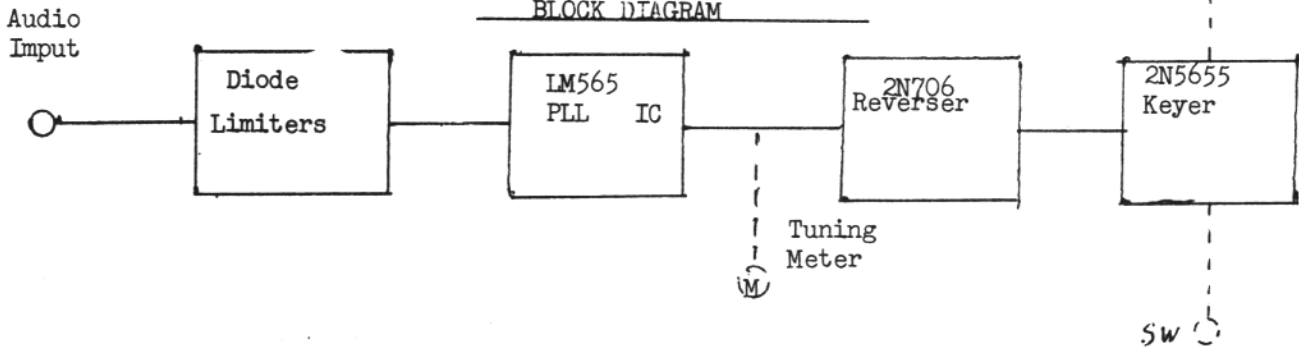 BLOCK DIAGRAM
Audio
Imput
Diode
Limiters
LM565
PLL IC
2N706
Reverser
2N5655
Keyer
Tuning
Meter
M
SW